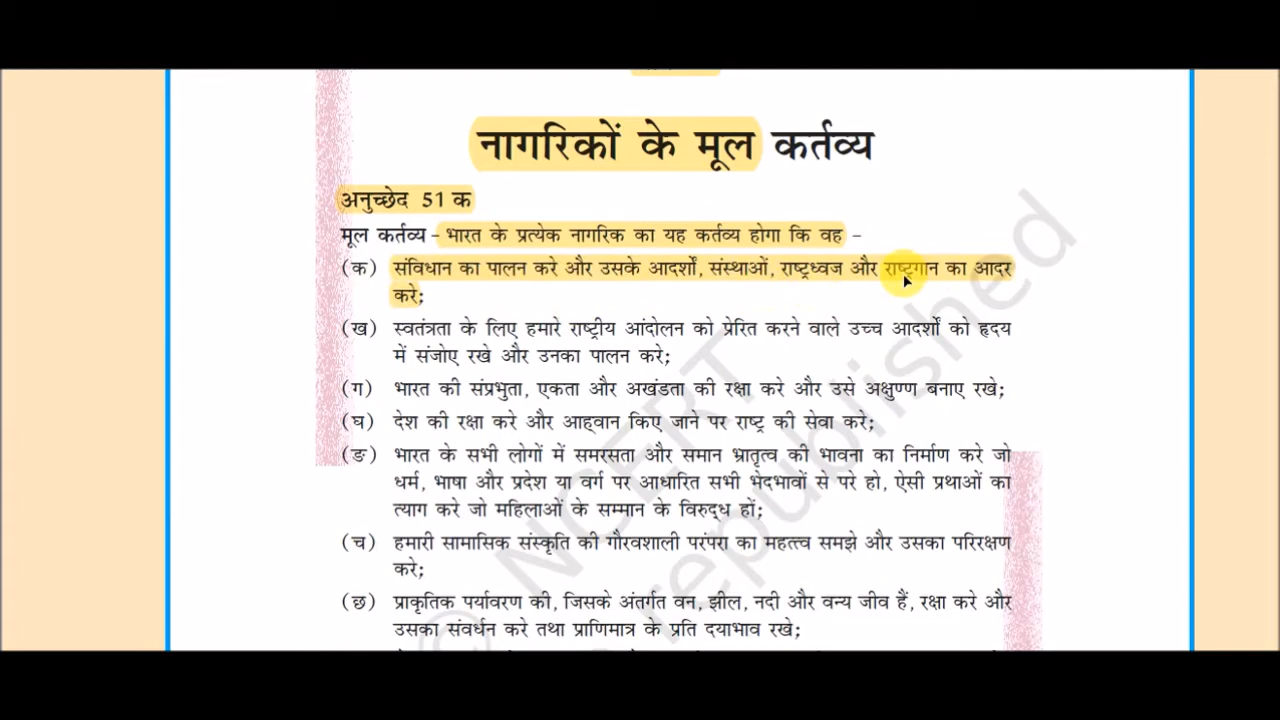 नागरिकों के मूल कर्तव्य
अनुच्छेद 51 क
मूल कर्तव्य - भारत के प्रत्येक नागरिक का यह कर्तव्य होगा कि वह -
(क) संविधान का पालन करे और उसके आदर्शों, संस्थाओं, राष्ट्रध्वज और राष्ट्रगान का आदर
करे;
(ख) स्वतंत्रता के लिए हमारे राष्ट्रीय आंदोलन को प्रेरित करने वाले उच्च आदर्शों को हृदय
में संजोए रखे और उनका पालन करे;
(ग) भारत की संप्रभुता, एकता और अखंडता की रक्षा करे और उसे अक्षुण्ण बनाए रखे;
(घ) देश की रक्षा करे और आह्वान किए जाने पर राष्ट्र की सेवा करे;
(ङ) भारत के सभी लोगों में समरसता और समान भ्रातृत्व की भावना का निर्माण करे जो
धर्म, भाषा और प्रदेश या वर्ग पर आधारित सभी भेदभावों से परे हो, ऐसी प्रथाओं का
त्याग करे जो महिलाओं के सम्मान के विरुद्ध हों;
(च) हमारी सामासिक संस्कृति की गौरवशाली परंपरा का महत्त्व समझे और उसका परिरक्षण
करे;
(छ) प्राकृतिक पर्यावरण की, जिसके अंतर्गत वन, झील, नदी और वन्य जीव हैं, रक्षा करे और
उसका संवर्धन करे तथा प्राणिमात्र के प्रति दयाभाव रखे;
© NCERT
republished